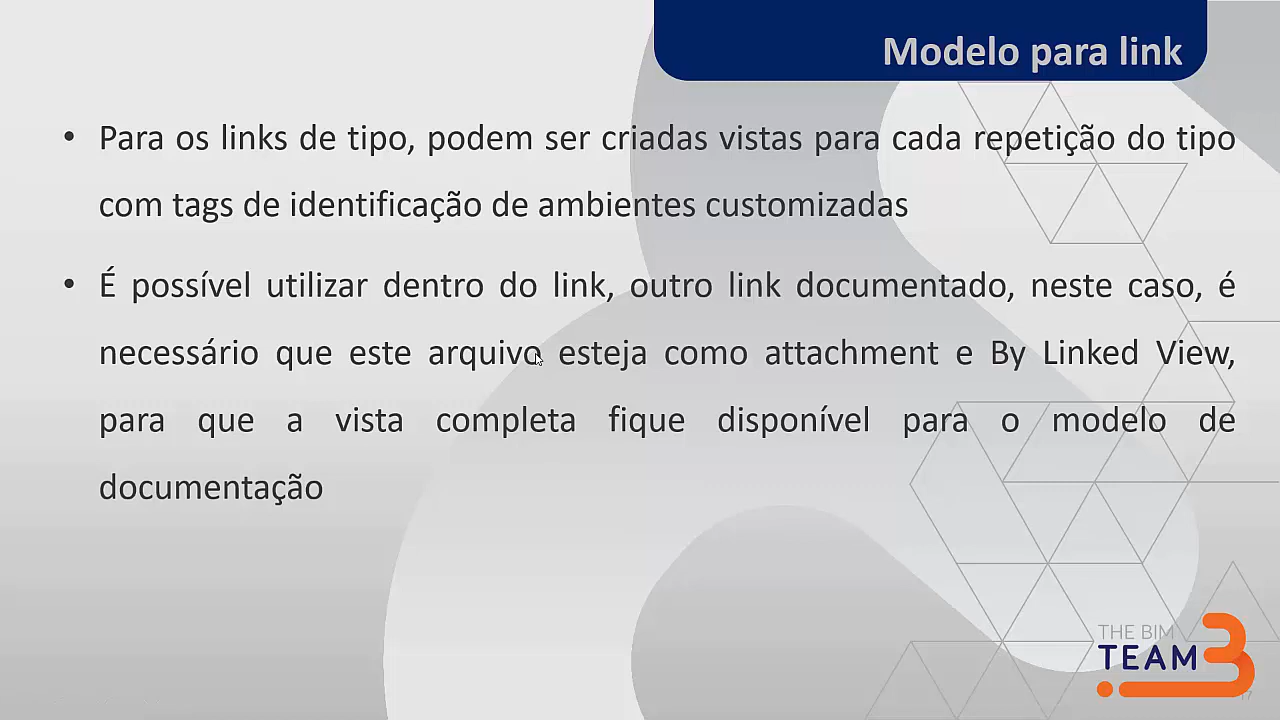 Modelo para link
• Para os links de tipo, podem ser criadas vistas para cada repetição do tipo
com tags de identificação de ambientes customizadas
• É possível utilizar dentro do link, outro link documentado, neste caso, é
necessário que este arquivo esteja como attachment e By Linked View,
para que a vista completa fique disponível para o modelo de
documentação
THE BIM
TEAM
17